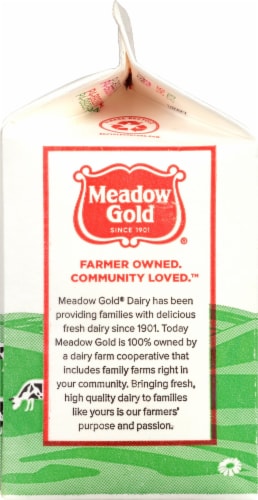 Meadow
Gold
SINCE 1901
®
FARMER OWNED.
COMMUNITY LOVED.™
Meadow Gold® Dairy has been
providing families with delicious
fresh dairy since 1901. Today
Meadow Gold is 100% owned by
a dairy farm cooperative that
includes family farms right in
your community. Bringing fresh,
high quality dairy to families
like yours is our farmers'
purpose and passion.